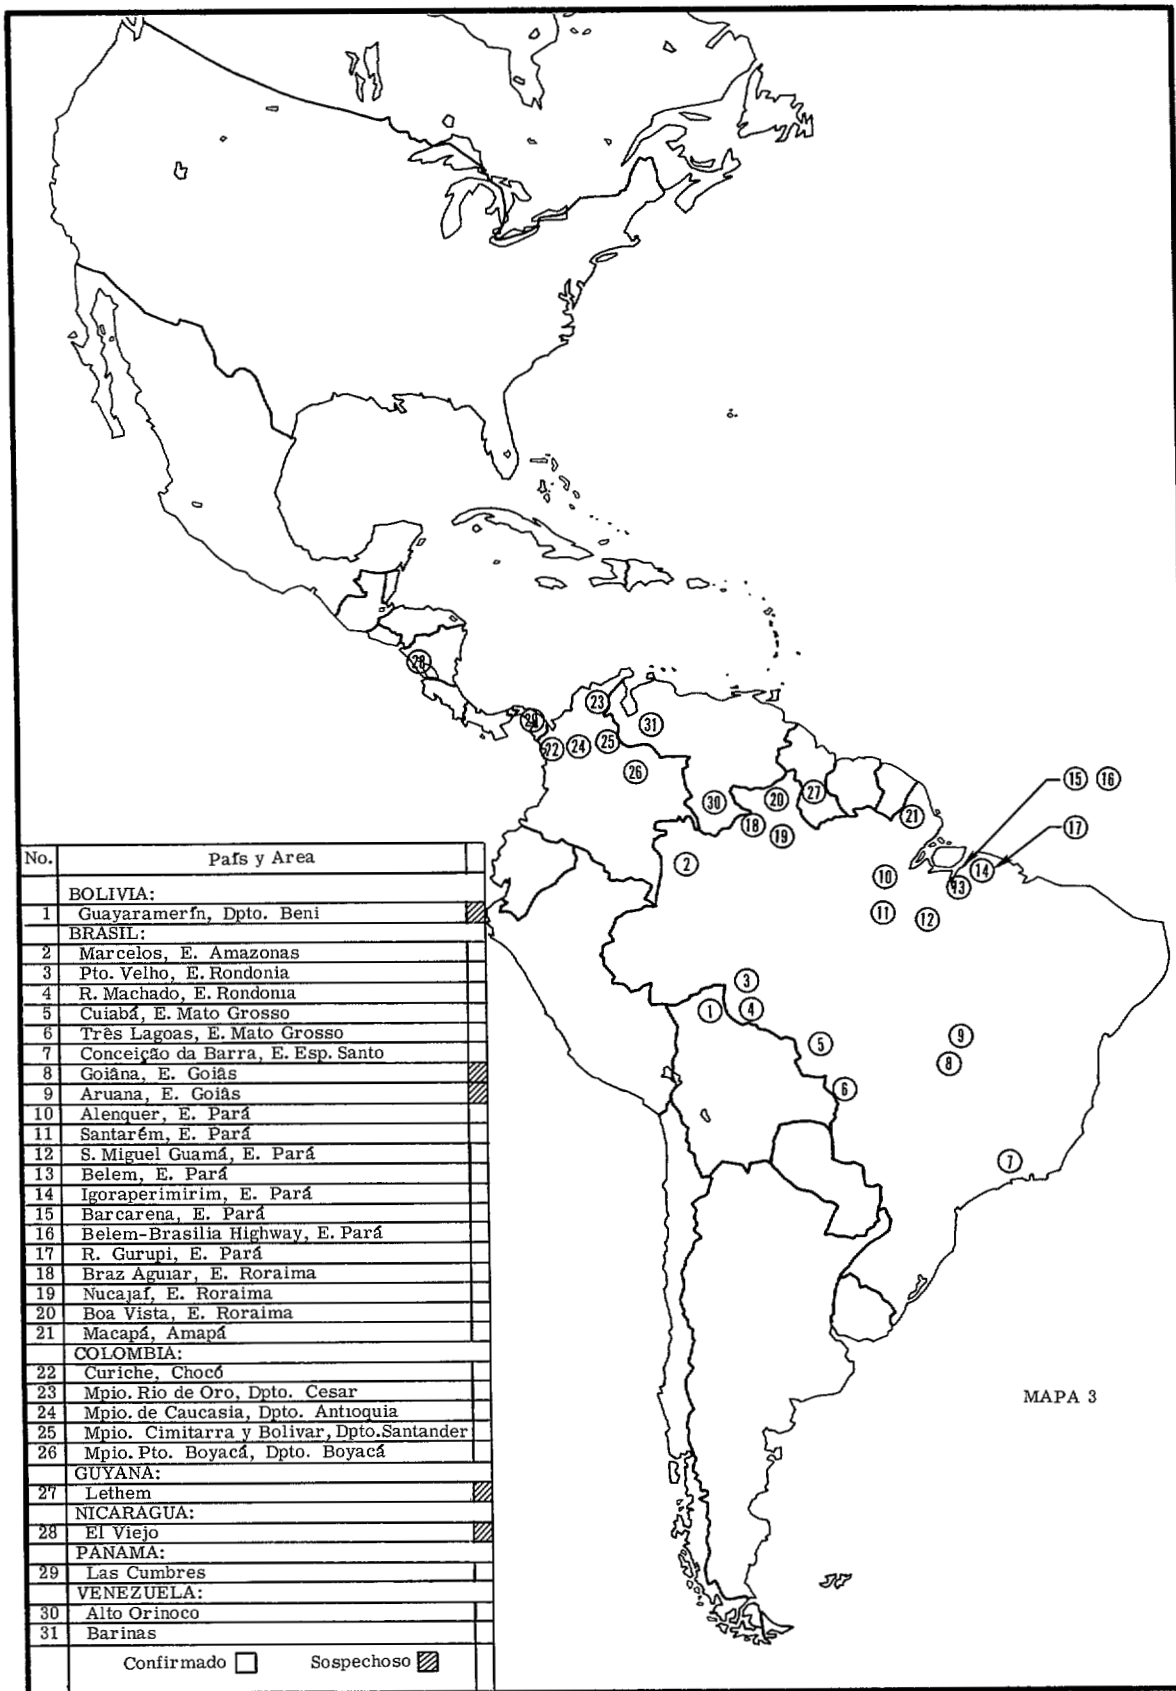 28
23
29
31
22
24
25
26
15 16
20
27
30
21
18
19
17
2
10
14
13
11
12
3
1
4
9
5
8
6
7
No. País y Area
BOLIVIA:
1 Guayaramerín, Dpto. Beni
BRASIL:
2 Marcelos, E. Amazonas
3 Pto. Velho, E. Rondonia
4 R. Machado, E. Rondonia
5 Cuiabá, E. Mato Grosso
6 Três Lagoas, E. Mato Grosso
7 Conceição da Barra, E. Esp. Santo
8 Goiâna, E. Goiâs
9 Aruana, E. Goiâs
10 Alenquer, E. Pará
11 Santarém, E. Pará
12 S. Miguel Guamá, E. Pará
13 Belem, E. Pará
14 Igoraperimirim, E. Pará
15 Barcarena, E. Pará
16 Belem-Brasilia Highway, E. Pará
17 R. Gurupi, E. Pará
18 Braz Aguiar, E. Roraima
19 Nucajaí, E. Roraima
20 Boa Vista, E. Roraima
21 Macapá, Amapá
COLOMBIA:
22 Curiche, Chocó
23 Mpio. Rio de Oro, Dpto. Cesar
24 Mpio. de Caucasia, Dpto. Antioquia
25 Mpio. Cimitarra y Bolivar, Dpto. Santander
26 Mpio. Pto. Boyacá, Dpto. Boyacá
GUYANA:
27 Lethem
NICARAGUA:
28 El Viejo
PANAMA:
29 Las Cumbres
VENEZUELA:
30 Alto Orinoco
31 Barinas
Confirmado Sospechoso
MAPA 3